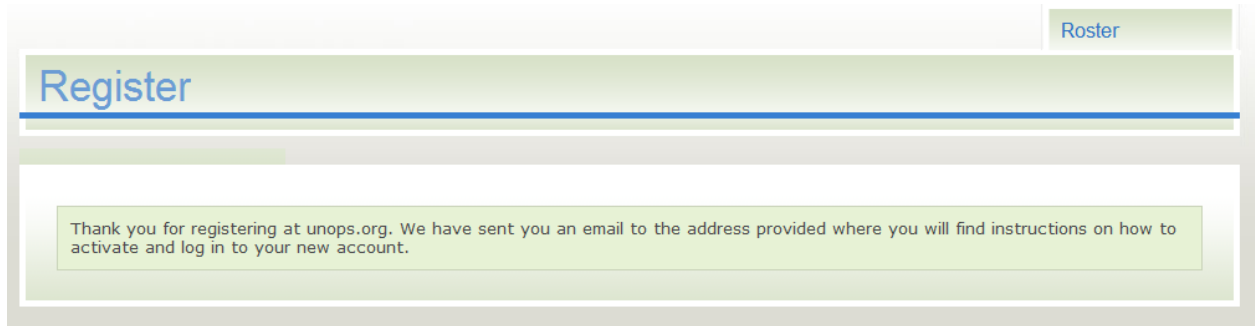 Roster
Register
Thank you for registering at unops.org. We have sent you an email to the address provided where you will find instructions on how to
activate and log in to your new account.